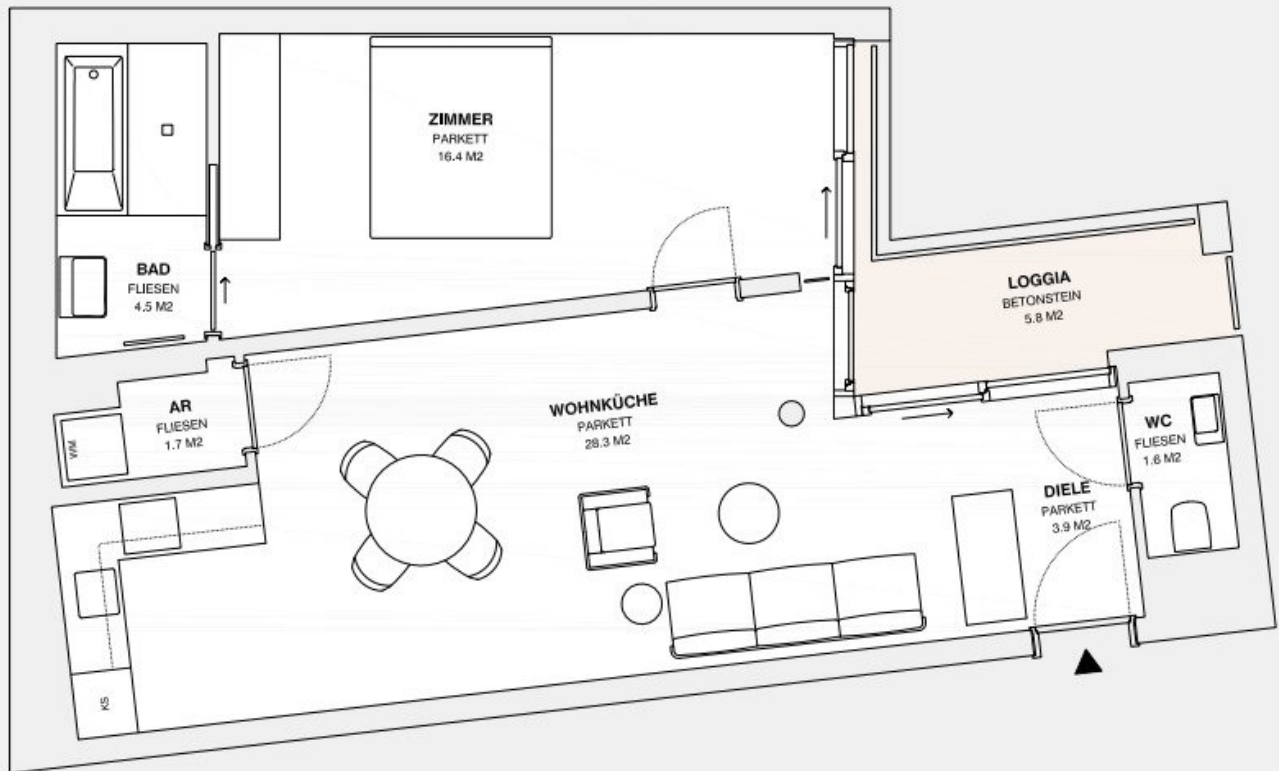 ZIMMER
PARKETT
16.4 M2
BAD
FLIESEN
4.5 M2
LOGGIA
BETONSTEIN
5.8 M2
AR
FLIESEN
1.7 M2
WM
WOHNKÜCHE
PARKETT
28.3 M2
WC
FLIESEN
1.6 M2
DIELE
PARKETT
3.9 M2
KS